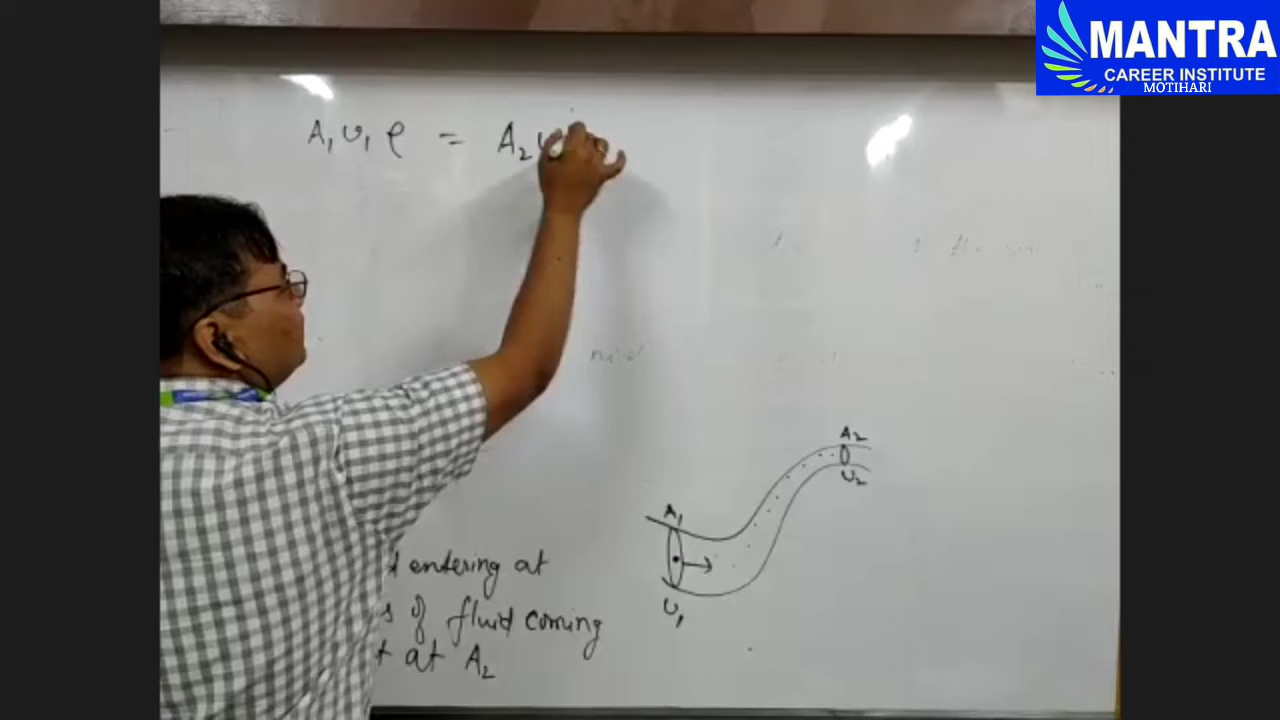 MANTRA
CAREER INSTITUTE
MOTIHARI
A₁ υ₁ ρ = A₂
A₂
υ₂
A₁
υ₁
entering at
of fluid coming
at A₂